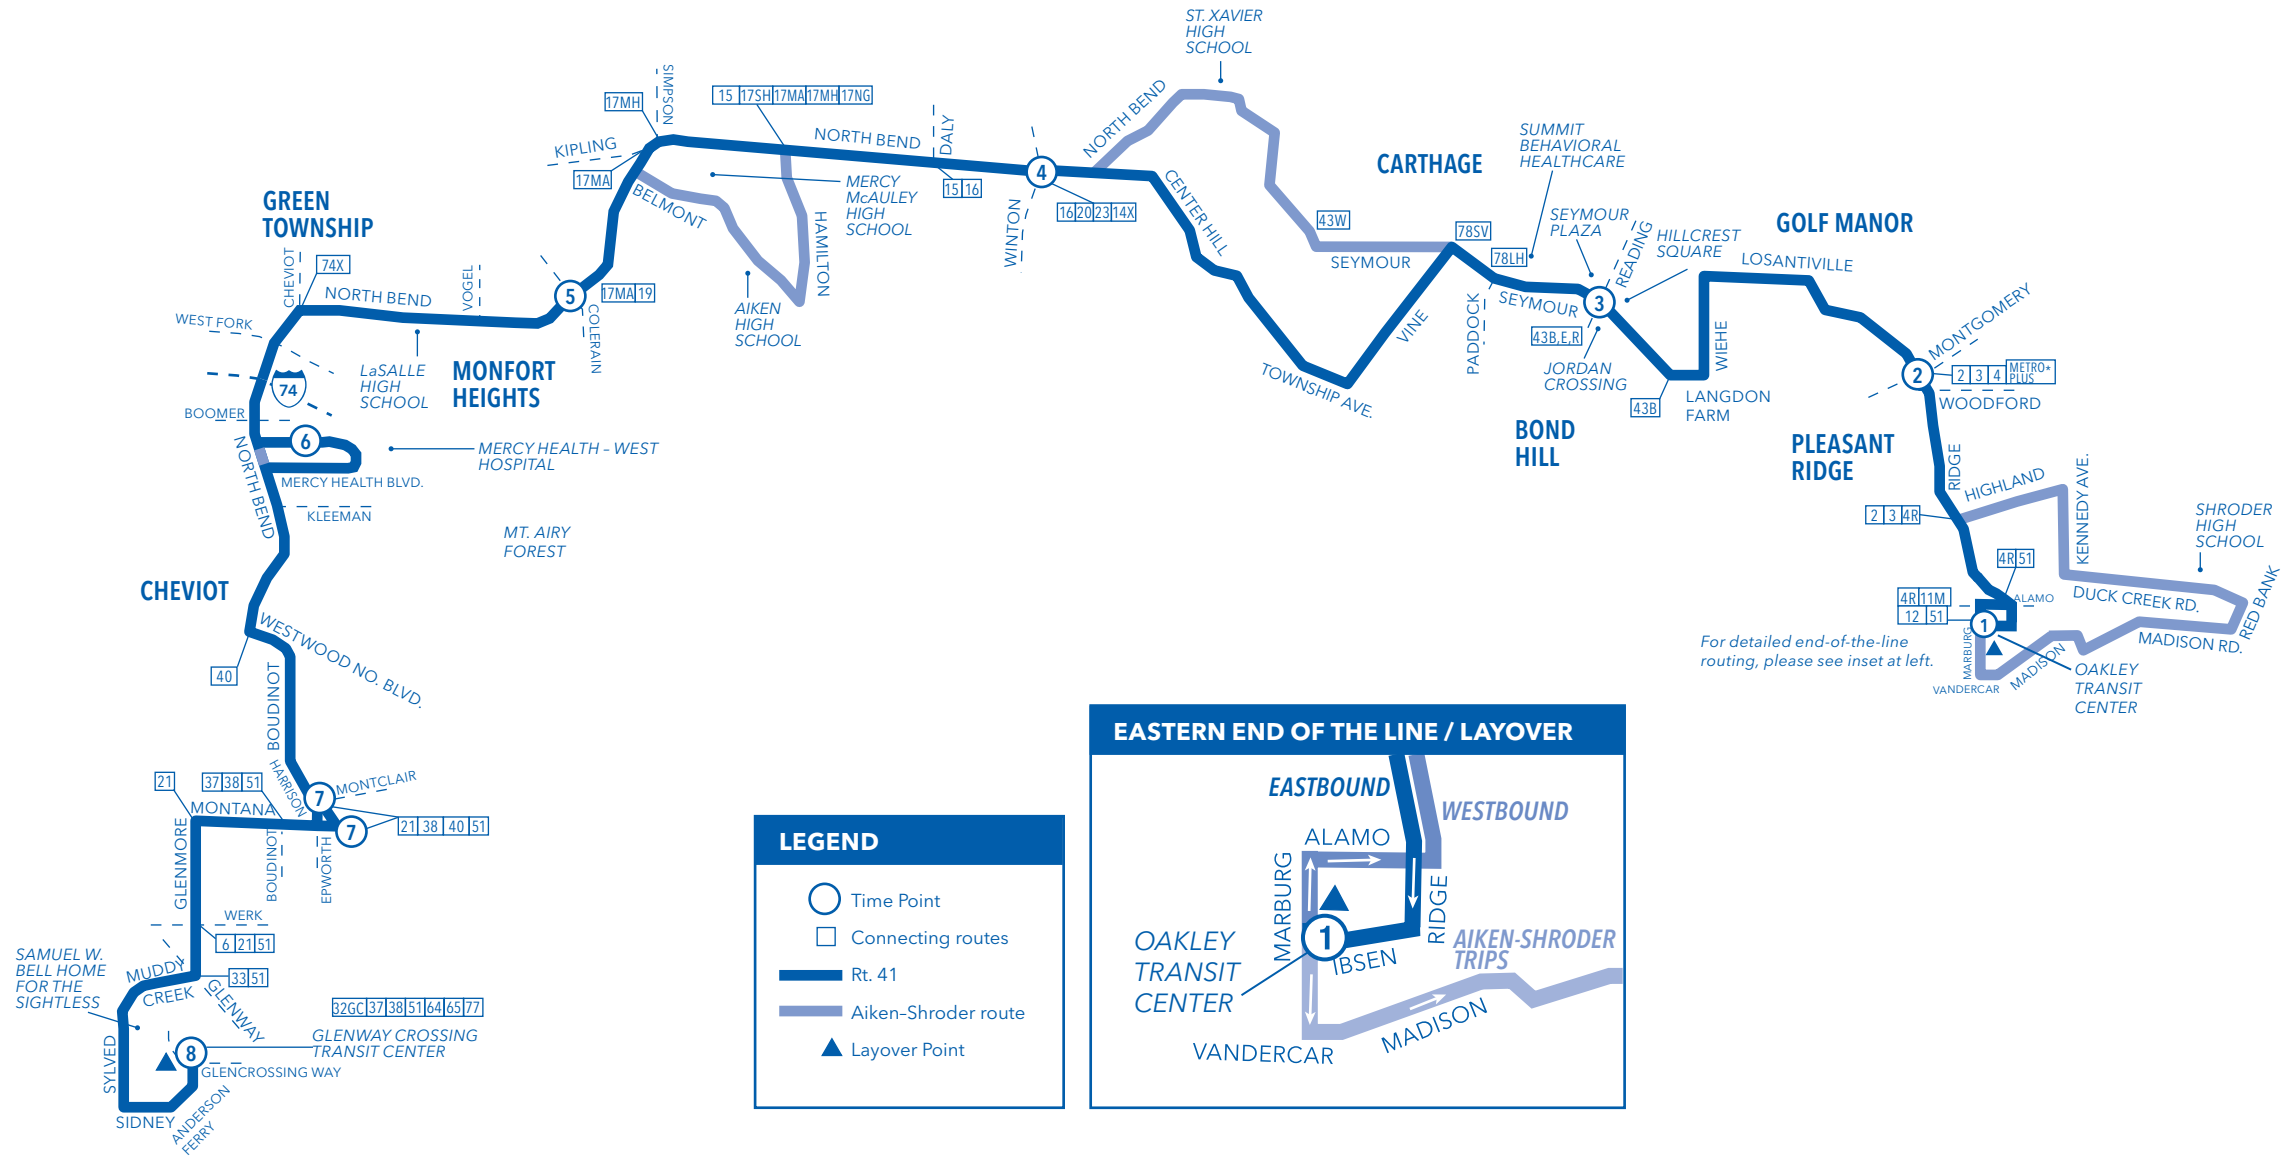 ST. XAVIER
HIGH
SCHOOL
SIMPSON
17MH
15 17SH 17MA 17MH 17NG
NORTH BEND
DALY
NORTH BEND
KIPLING
17MA
BELMONT
HAMILTON
MERCY
McAULEY
HIGH
SCHOOL
15 16
4
16 20 23 14X
WINTON
CENTER HILL
CARTHAGE
SUMMIT
BEHAVIORAL
HEALTHCARE
43W
SEYMOUR
78SV
78LH
SEYMOUR
PLAZA
READING
HILLCREST
SQUARE
GOLF MANOR
LOSANTIVILLE
GREEN
TOWNSHIP
CHEVIOT
74X
NORTH BEND
VOGEL
5
17MA 19
COLERAIN
AIKEN
HIGH
SCHOOL
WEST FORK
LaSALLE
HIGH
SCHOOL
MONFORT
HEIGHTS
74
BOOMER
6
NORTH BEND
MERCY HEALTH – WEST
HOSPITAL
MERCY HEALTH BLVD.
KLEEMAN
MT. AIRY
FOREST
TOWNSHIP AVE.
VINE
PADDOCK
SEYMOUR
3
43B,E,R
JORDAN
CROSSING
43B
WIEHE
LANGDON
FARM
BOND
HILL
MONTGOMERY
2
2 3 4 METRO*
PLUS
WOODFORD
PLEASANT
RIDGE
RIDGE
HIGHLAND
KENNEDY AVE.
2 3 4R
SHRODER
HIGH
SCHOOL
4R 51
ALAMO
4R 11M
12 51
1
DUCK CREEK RD.
RED BANK
MADISON RD.
MARBURG
MADISON
VANDERCAR
OAKLEY
TRANSIT
CENTER
For detailed end-of-the-line
routing, please see inset at left.
CHEVIOT
WESTWOOD NO. BLVD.
40
BOUDINOT
HARRISON
7
MONTCLAIR
21
37 38 51
MONTANA
7
21 38 40 51
GLENMORE
BOUDINOT
EPWORTH
WERK
6 21 51
SAMUEL W.
BELL HOME
FOR THE
SIGHTLESS
MUDDY
CREEK
33 51
GLENWAY
32GC 37 38 51 64 65 77
GLENWAY CROSSING
TRANSIT CENTER
8
GLENCROSSING WAY
SYLVED
SIDNEY
ANDERSON
FERRY
LEGEND
Time Point
Connecting routes
Rt. 41
Aiken–Shroder route
Layover Point
EASTERN END OF THE LINE / LAYOVER
EASTBOUND
WESTBOUND
ALAMO
MARBURG
RIDGE
1
IBSEN
OAKLEY
TRANSIT
CENTER
AIKEN-SHRODER
TRIPS
MADISON
VANDERCAR